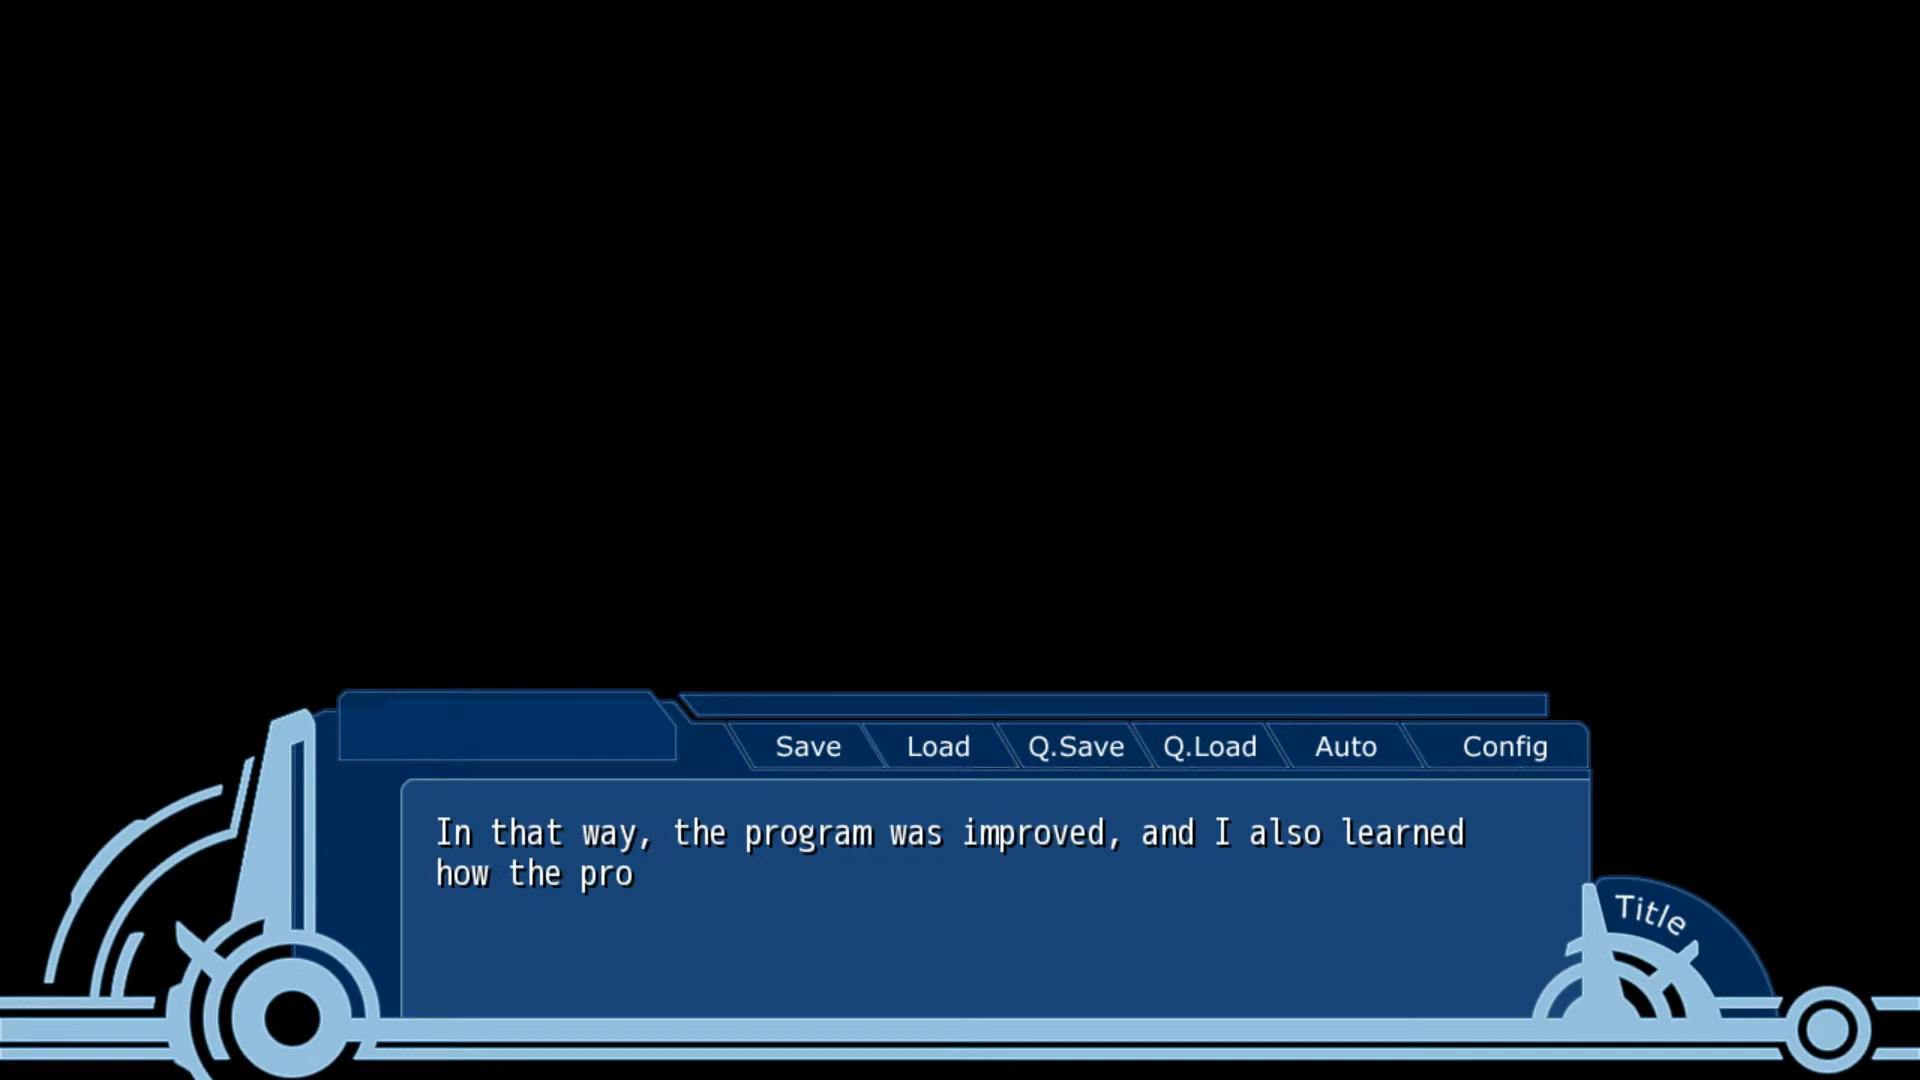 Save Load Q.Save Q.Load Auto Config
In that way, the program was improved, and I also learned
how the pro
Title